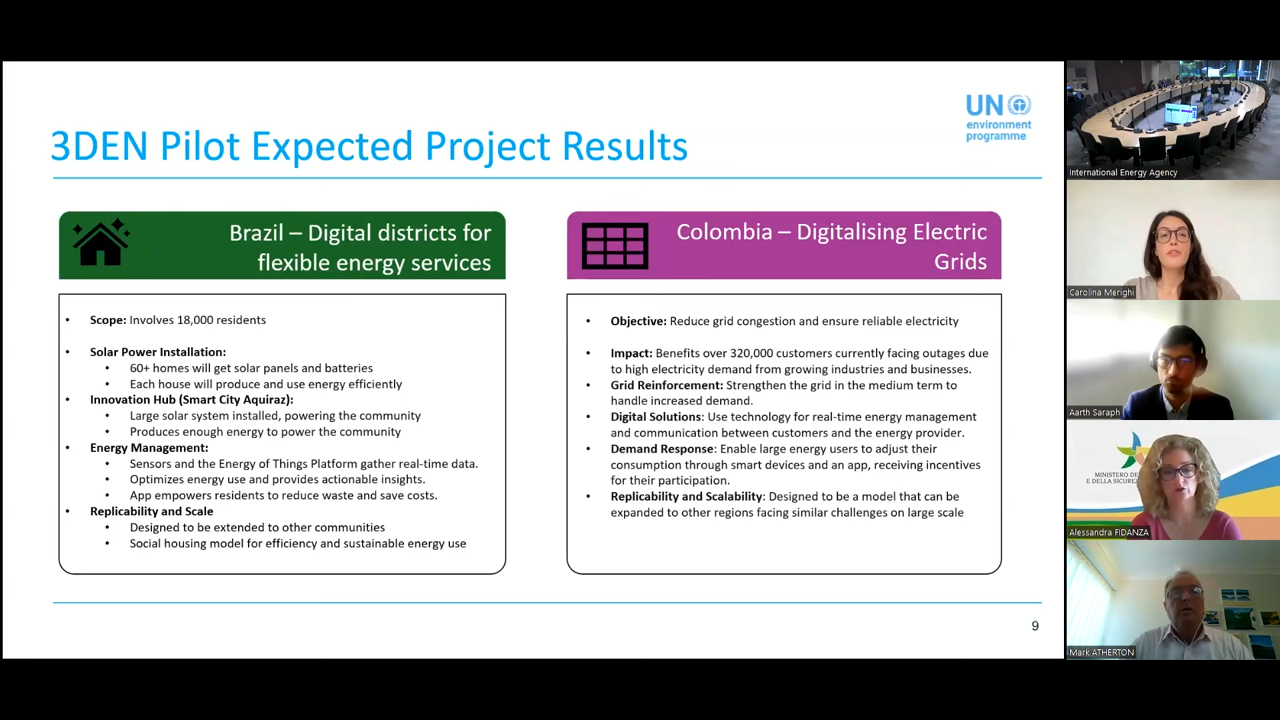 3DEN Pilot Expected Project Results
UN
environment
programme
Brazil – Digital districts for
flexible energy services
• Scope: Involves 18,000 residents
• Solar Power Installation:
• 60+ homes will get solar panels and batteries
• Each house will produce and use energy efficiently
• Innovation Hub (Smart City Aquiraz):
• Large solar system installed, powering the community
• Produces enough energy to power the community
• Energy Management:
• Sensors and the Energy of Things Platform gather real-time data.
• Optimizes energy use and provides actionable insights.
• App empowers residents to reduce waste and save costs.
• Replicability and Scale
• Designed to be extended to other communities
• Social housing model for efficiency and sustainable energy use
Colombia – Digitalising Electric
Grids
• Objective: Reduce grid congestion and ensure reliable electricity
• Impact: Benefits over 320,000 customers currently facing outages due
to high electricity demand from growing industries and businesses.
• Grid Reinforcement: Strengthen the grid in the medium term to
handle increased demand.
• Digital Solutions: Use technology for real-time energy management
and communication between customers and the energy provider.
• Demand Response: Enable large energy users to adjust their
consumption through smart devices and an app, receiving incentives
for their participation.
• Replicability and Scalability: Designed to be a model that can be
expanded to other regions facing similar challenges on large scale
9
International Energy Agency
Carolina Merighi
Aarth Saraph
MINISTERO DE
E DELLA SICURE
Alessandra FIDANZA
Mark ATHERTON